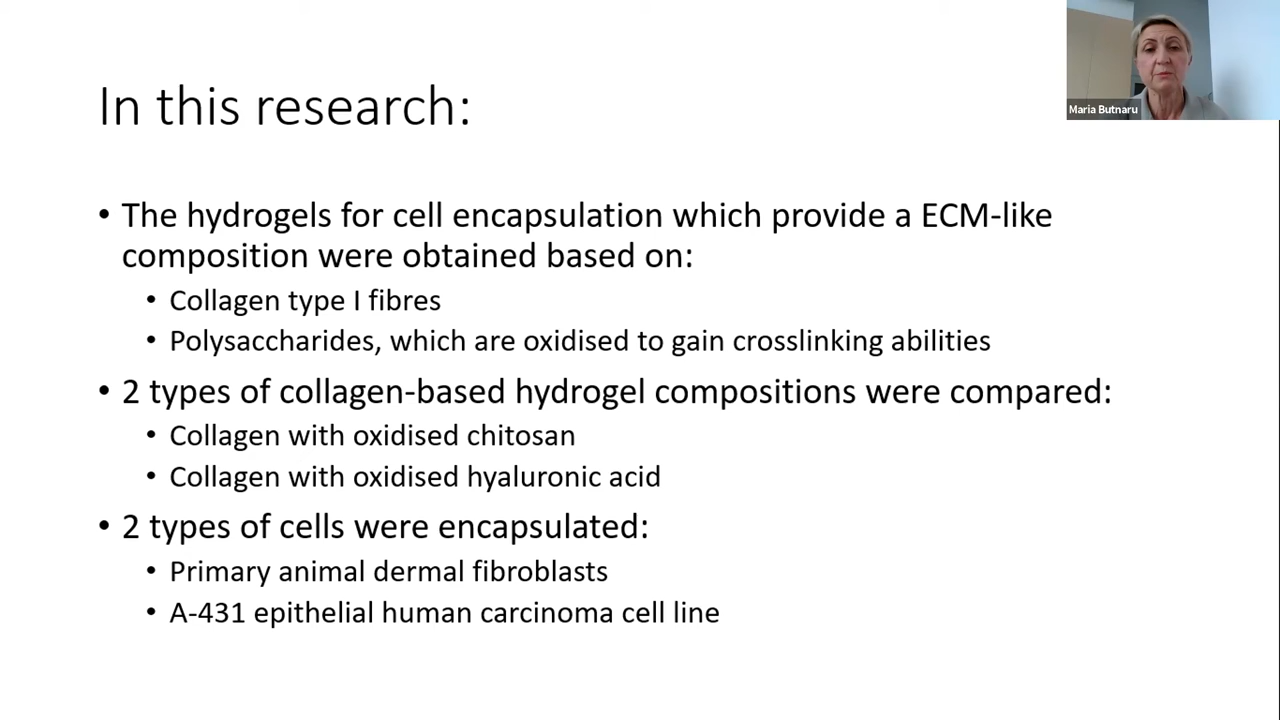 Maria Butnaru
In this research:
• The hydrogels for cell encapsulation which provide a ECM-like
composition were obtained based on:
• Collagen type I fibres
• Polysaccharides, which are oxidised to gain crosslinking abilities
• 2 types of collagen-based hydrogel compositions were compared:
• Collagen with oxidised chitosan
• Collagen with oxidised hyaluronic acid
• 2 types of cells were encapsulated:
• Primary animal dermal fibroblasts
• A-431 epithelial human carcinoma cell line